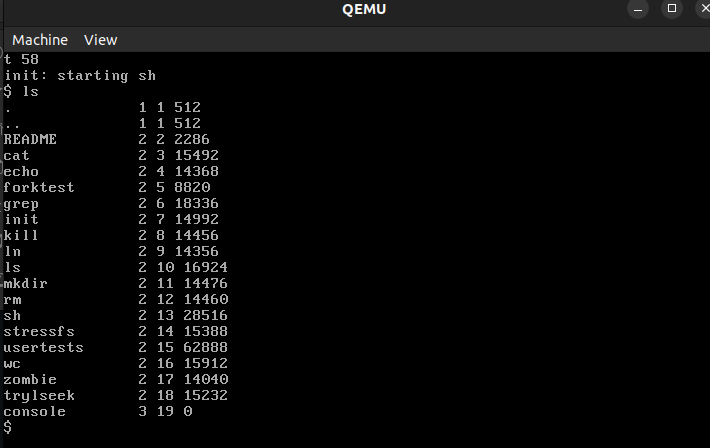 QEMU
Machine View
t 58
init: starting sh
$ ls
. 1 1 512
.. 1 1 512
README 2 2 2286
cat 2 3 15492
echo 2 4 14368
forktest 2 5 8820
grep 2 6 18336
init 2 7 14992
kill 2 8 14456
ln 2 9 14356
ls 2 10 16924
mkdir 2 11 14476
rm 2 12 14460
sh 2 13 28516
stressfs 2 14 15388
usertests 2 15 62888
wc 2 16 15912
zombie 2 17 14040
trylseek 2 18 15232
console 3 19 0
$